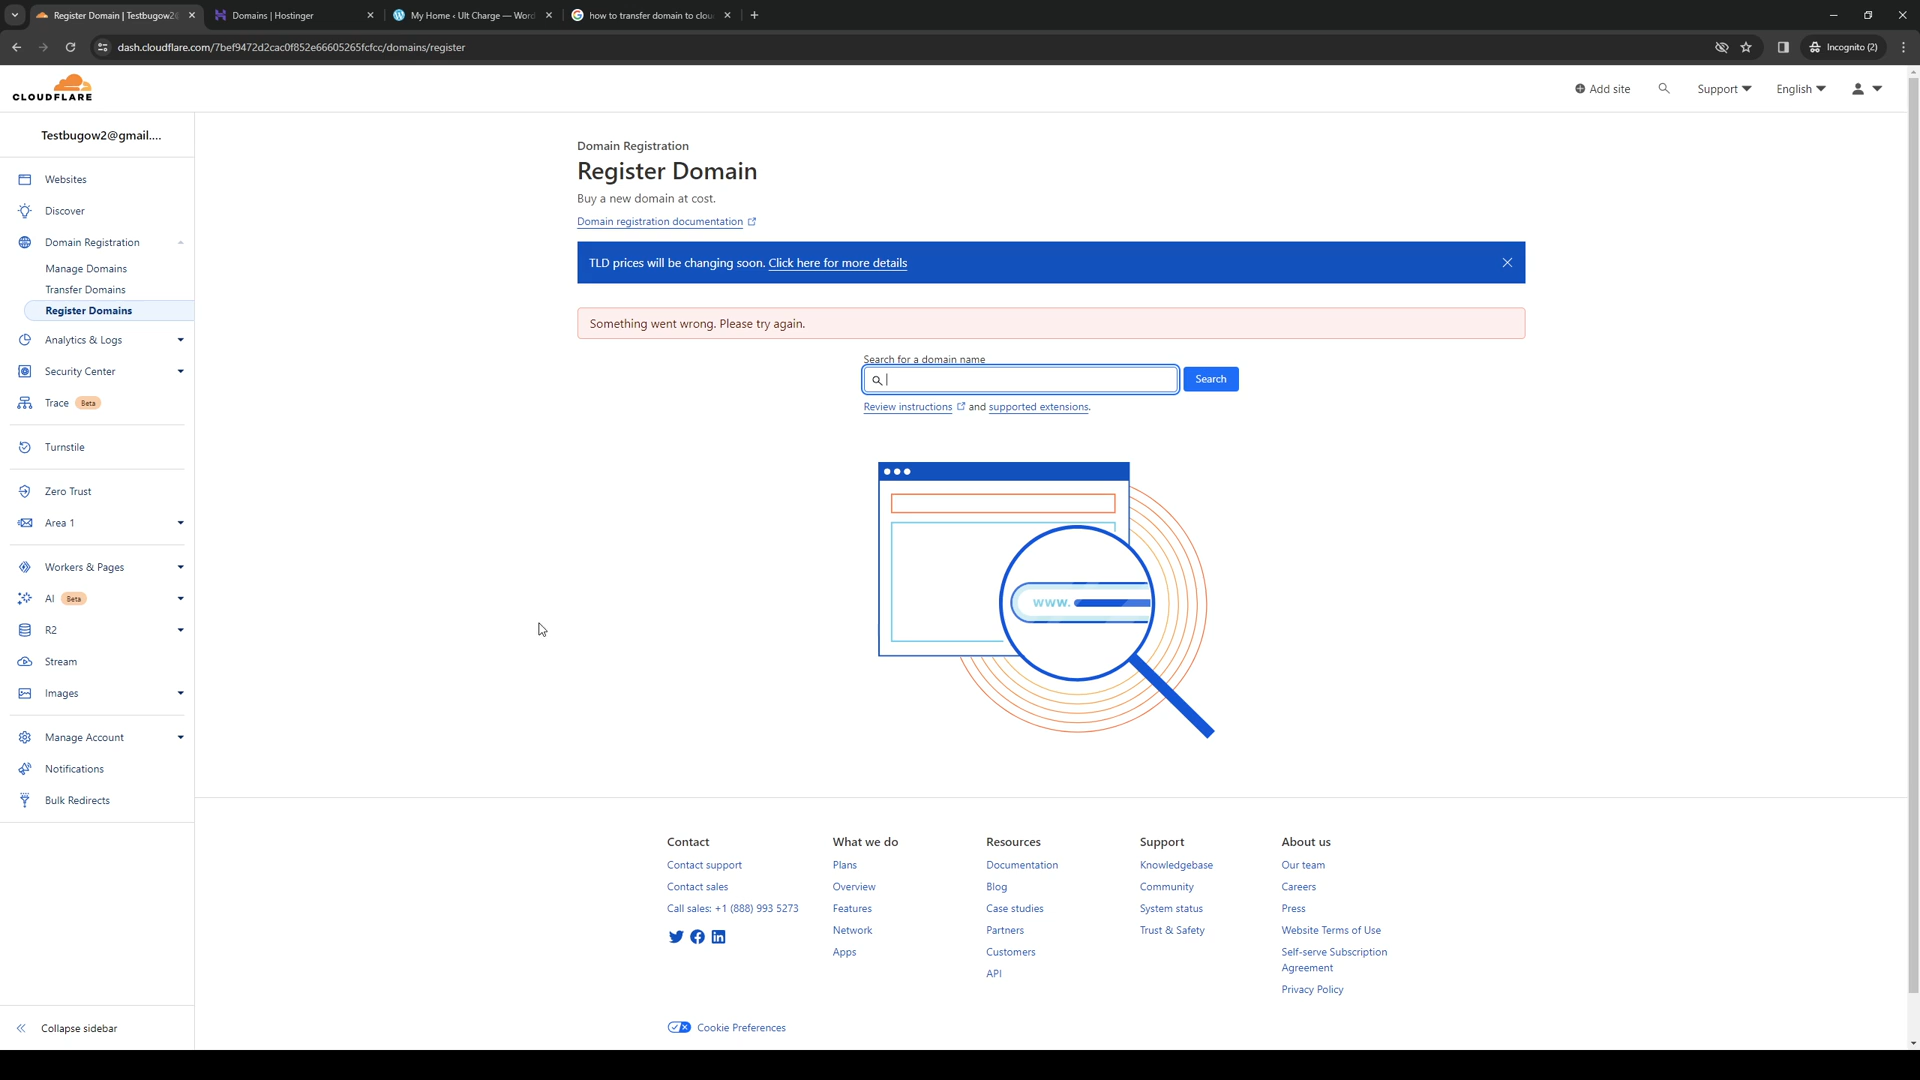 Register Domain | Testbugow2
Domains | Hostinger
My Home ‹ Ult Charge — Word
how to transfer domain to clou
dash.cloudflare.com/7bef9472d2cac0f852e66605265fcfcc/domains/register
Incognito (2)
CLOUDFLARE
Add site
Support
English
Testbugow2@gmail....
Websites
Discover
Domain Registration
Manage Domains
Transfer Domains
Register Domains
Analytics & Logs
Security Center
Trace Beta
Turnstile
Zero Trust
Area 1
Workers & Pages
AI Beta
R2
Stream
Images
Manage Account
Notifications
Bulk Redirects
Collapse sidebar
Domain Registration
Register Domain
Buy a new domain at cost.
Domain registration documentation
TLD prices will be changing soon. Click here for more details
Something went wrong. Please try again.
Search for a domain name
Search
Review instructions and supported extensions.
www.
Contact
Contact support
Contact sales
Call sales: +1 (888) 993 5273
What we do
Plans
Overview
Features
Network
Apps
Resources
Documentation
Blog
Case studies
Partners
Customers
API
Support
Knowledgebase
Community
System status
Trust & Safety
About us
Our team
Careers
Press
Website Terms of Use
Self-serve Subscription
Agreement
Privacy Policy
Cookie Preferences